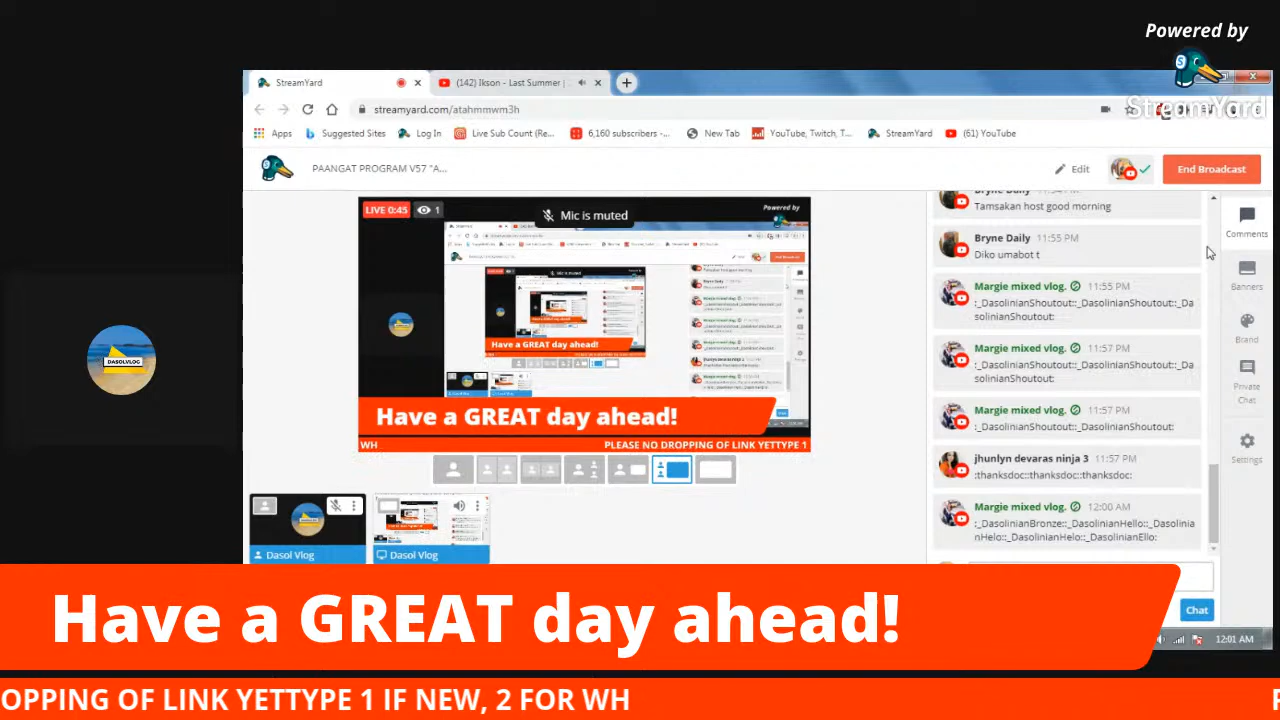 Powered by
StreamYard
StreamYard
(142) Ikson - Last Summer |
streamyard.com/atahmmwm3h
Apps
Suggested Sites
Log In
Live Sub Count (Re...
6,160 subscribers -...
New Tab
YouTube, Twitch, T...
StreamYard
(61) YouTube
PAANGAT PROGRAM V57 "A...
Edit
End Broadcast
LIVE 0:45
1
Mic is muted
Powered by
Have a GREAT day ahead!
Have a GREAT day ahead!
WH
PLEASE NO DROPPING OF LINK YETTYPE 1
Dasol Vlog
Dasol Vlog
DASOLVLOG
Bryne Daily
Tamsakan host good morning
Bryne Daily 11:55 PM
Diko umabot t
Margie mixed vlog. 11:55 PM
:_DasolinianShoutout::_DasolinianShoutout::_Da
solinianShoutout:
Margie mixed vlog. 11:57 PM
:_DasolinianShoutout::_DasolinianShoutout::_Da
solinianShoutout:
Margie mixed vlog. 11:57 PM
:_DasolinianShoutout::_DasolinianShoutout:
jhunlyn devaras ninja 3 11:57 PM
:thanksdoc::thanksdoc::thanksdoc:
Margie mixed vlog. 12:00 AM
:_DasolinianBronze::_DasolinianHello::_Dasolinia
nHelo::_DasolinianHelo::_DasolinianEllo:
Comments
Banners
Brand
Private
Chat
Settings
Chat
12:01 AM
Have a GREAT day ahead!
OPPING OF LINK YETTYPE 1 IF NEW, 2 FOR WH